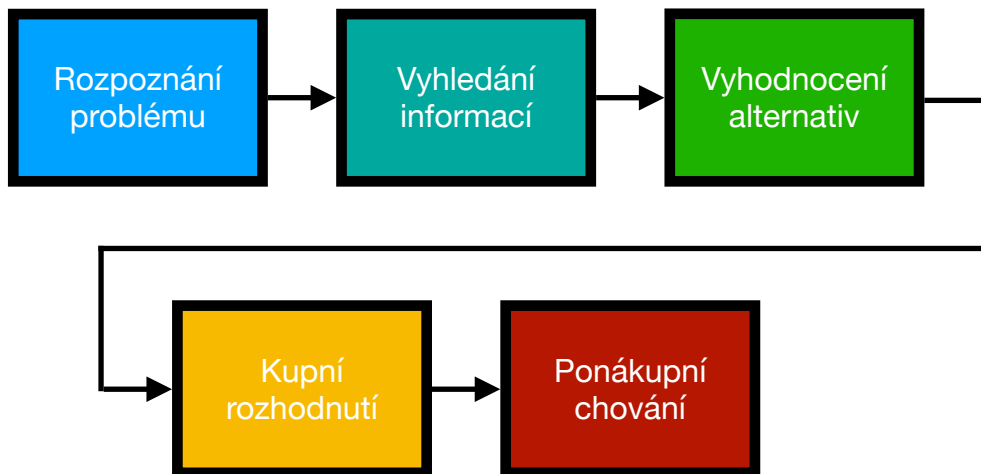 Rozpoznání
problému
Vyhledání
informací
Vyhodnocení
alternativ
Kupní
rozhodnutí
Ponákupní
chování